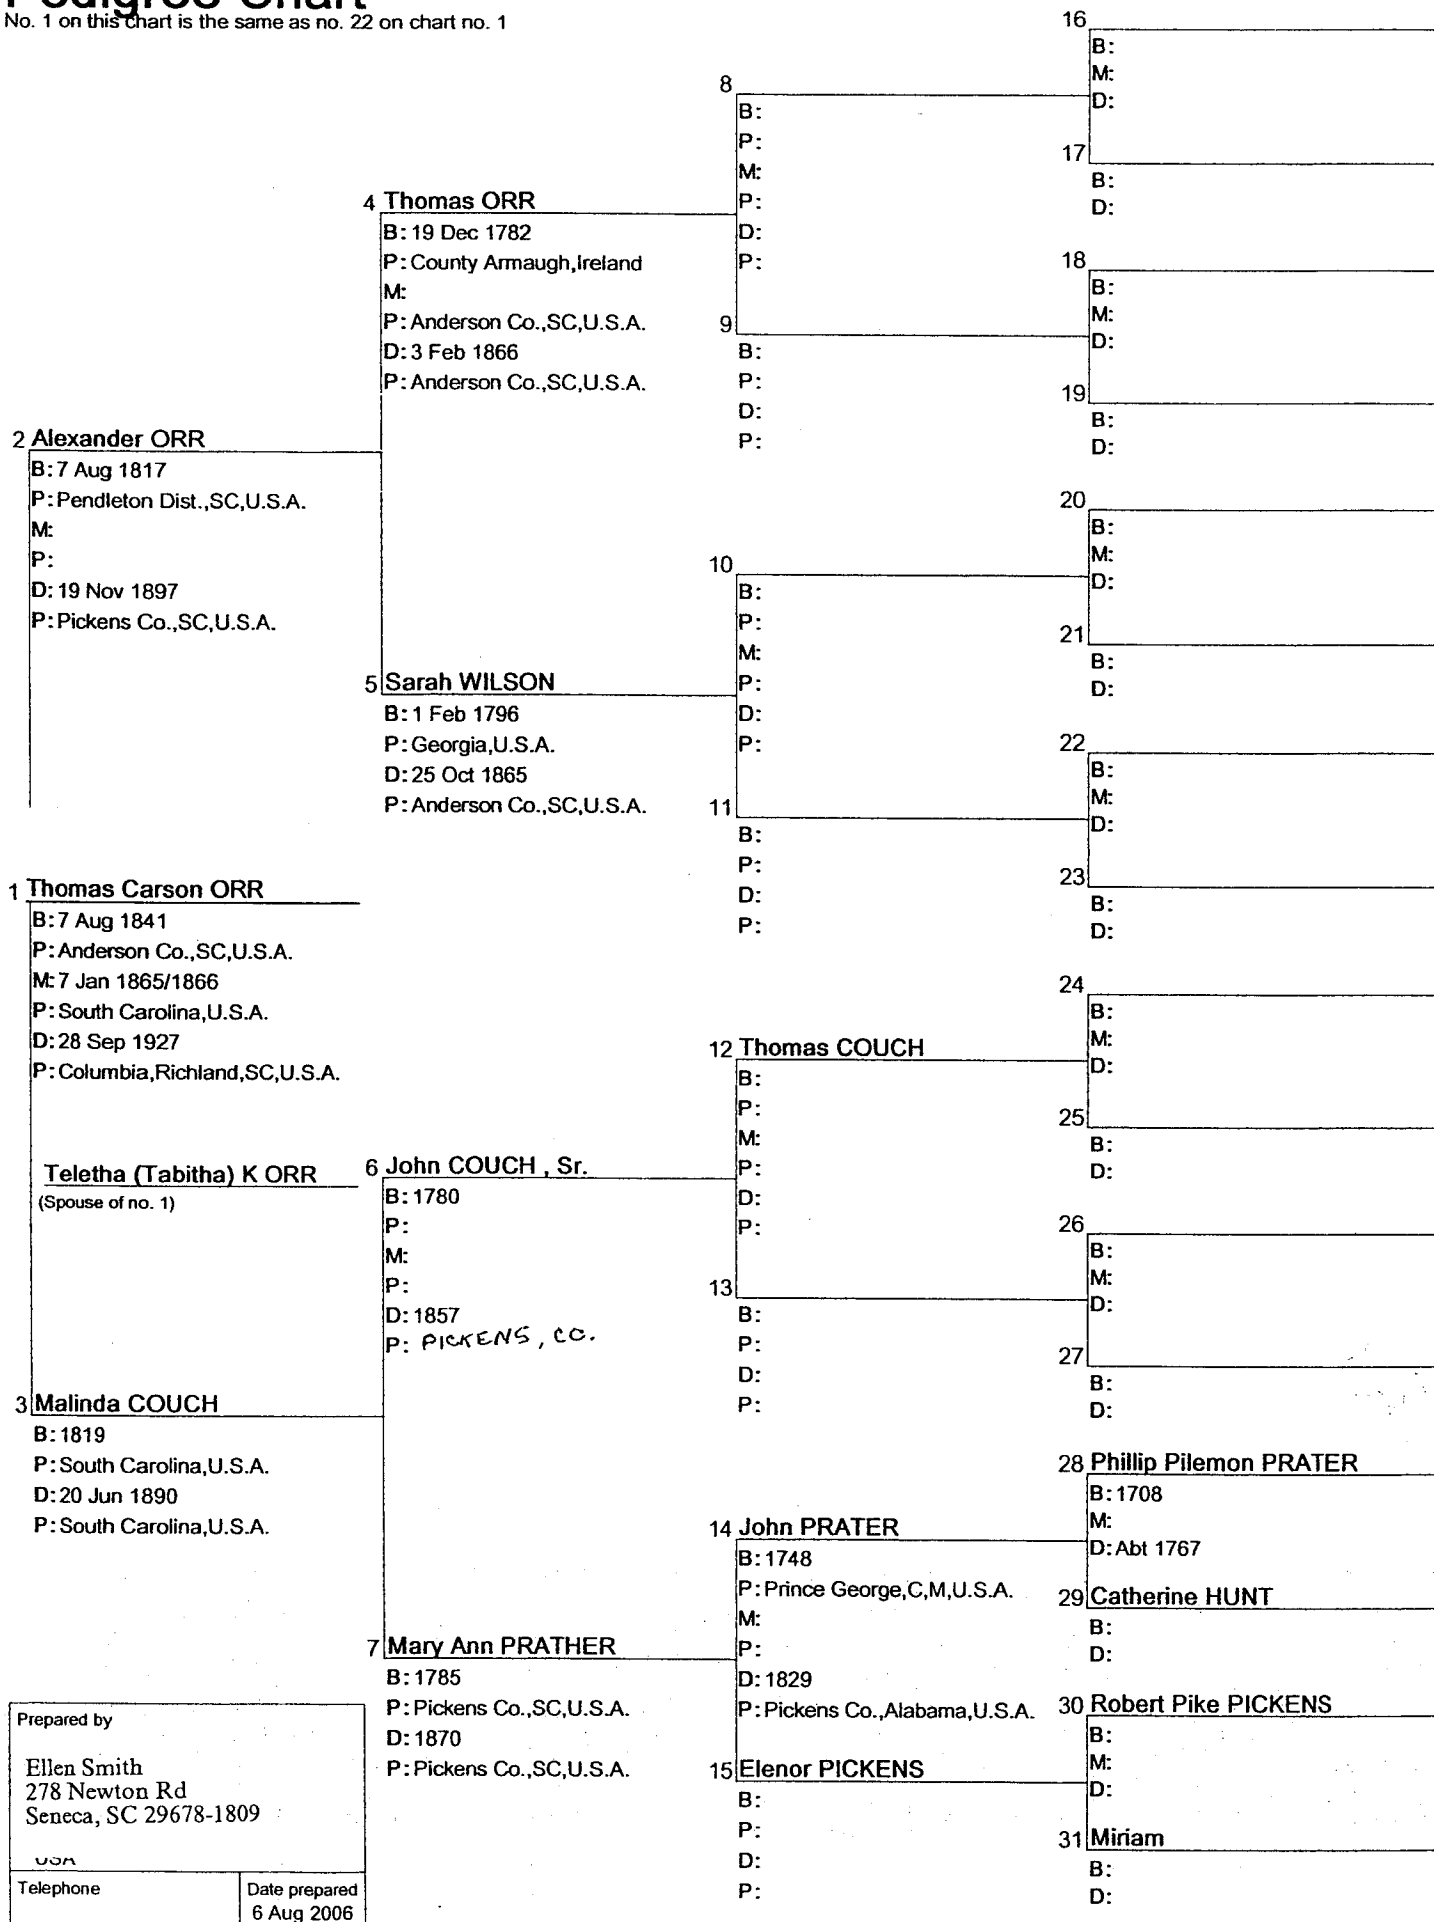 Pedigree Chart
No. 1 on this chart is the same as no. 22 on chart no. 1
2 Alexander ORR
B: 7 Aug 1817
P: Pendleton Dist.,SC,U.S.A.
M:
P:
D: 19 Nov 1897
P: Pickens Co.,SC,U.S.A.
1 Thomas Carson ORR
B: 7 Aug 1841
P: Anderson Co.,SC,U.S.A.
M: 7 Jan 1865/1866
P: South Carolina,U.S.A.
D: 28 Sep 1927
P: Columbia,Richland,SC,U.S.A.
Teletha (Tabitha) K ORR
(Spouse of no. 1)
3 Malinda COUCH
B: 1819
P: South Carolina,U.S.A.
D: 20 Jun 1890
P: South Carolina,U.S.A.
4 Thomas ORR
B: 19 Dec 1782
P: County Armaugh,Ireland
M:
P: Anderson Co.,SC,U.S.A.
D: 3 Feb 1866
P: Anderson Co.,SC,U.S.A.
5 Sarah WILSON
B: 1 Feb 1796
P: Georgia,U.S.A.
D: 25 Oct 1865
P: Anderson Co.,SC,U.S.A.
6 John COUCH , Sr.
B: 1780
P:
M:
P:
D: 1857
P: PICKENS, CO.
7 Mary Ann PRATHER
B: 1785
P: Pickens Co.,SC,U.S.A.
D: 1870
P: Pickens Co.,SC,U.S.A.
8
B:
P:
M:
P:
D:
P:
9
B:
P:
D:
P:
10
B:
P:
M:
P:
D:
P:
11
B:
P:
D:
P:
12 Thomas COUCH
B:
P:
M:
P:
D:
P:
13
B:
P:
D:
P:
14 John PRATER
B: 1748
P: Prince George,C,M,U.S.A.
M:
P:
D: 1829
P: Pickens Co.,Alabama,U.S.A.
15 Elenor PICKENS
B:
P:
D:
P:
16
B:
M:
D:
17
B:
D:
18
B:
M:
D:
19
B:
D:
20
B:
M:
D:
21
B:
D:
22
B:
M:
D:
23
B:
D:
24
B:
M:
D:
25
B:
D:
26
B:
M:
D:
27
B:
D:
28 Phillip Pilemon PRATER
B: 1708
M:
D: Abt 1767
29 Catherine HUNT
B:
D:
30 Robert Pike PICKENS
B:
M:
D:
31 Miriam
B:
D:
Prepared by
Ellen Smith
278 Newton Rd
Seneca, SC 29678-1809
USA
Telephone
Date prepared
6 Aug 2006